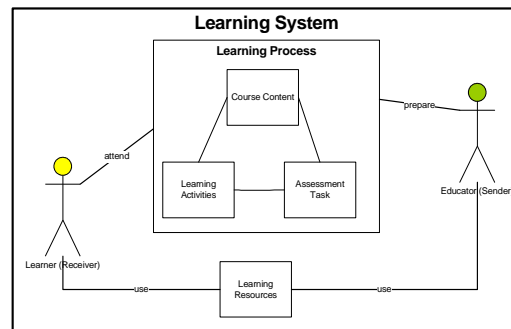 Learning System
Learning Process
Course Content
prepare
attend
Learning
Activities
Assessment
Task
Educator (Sender
Learner (Receiver)
Learning
Resources
use
use